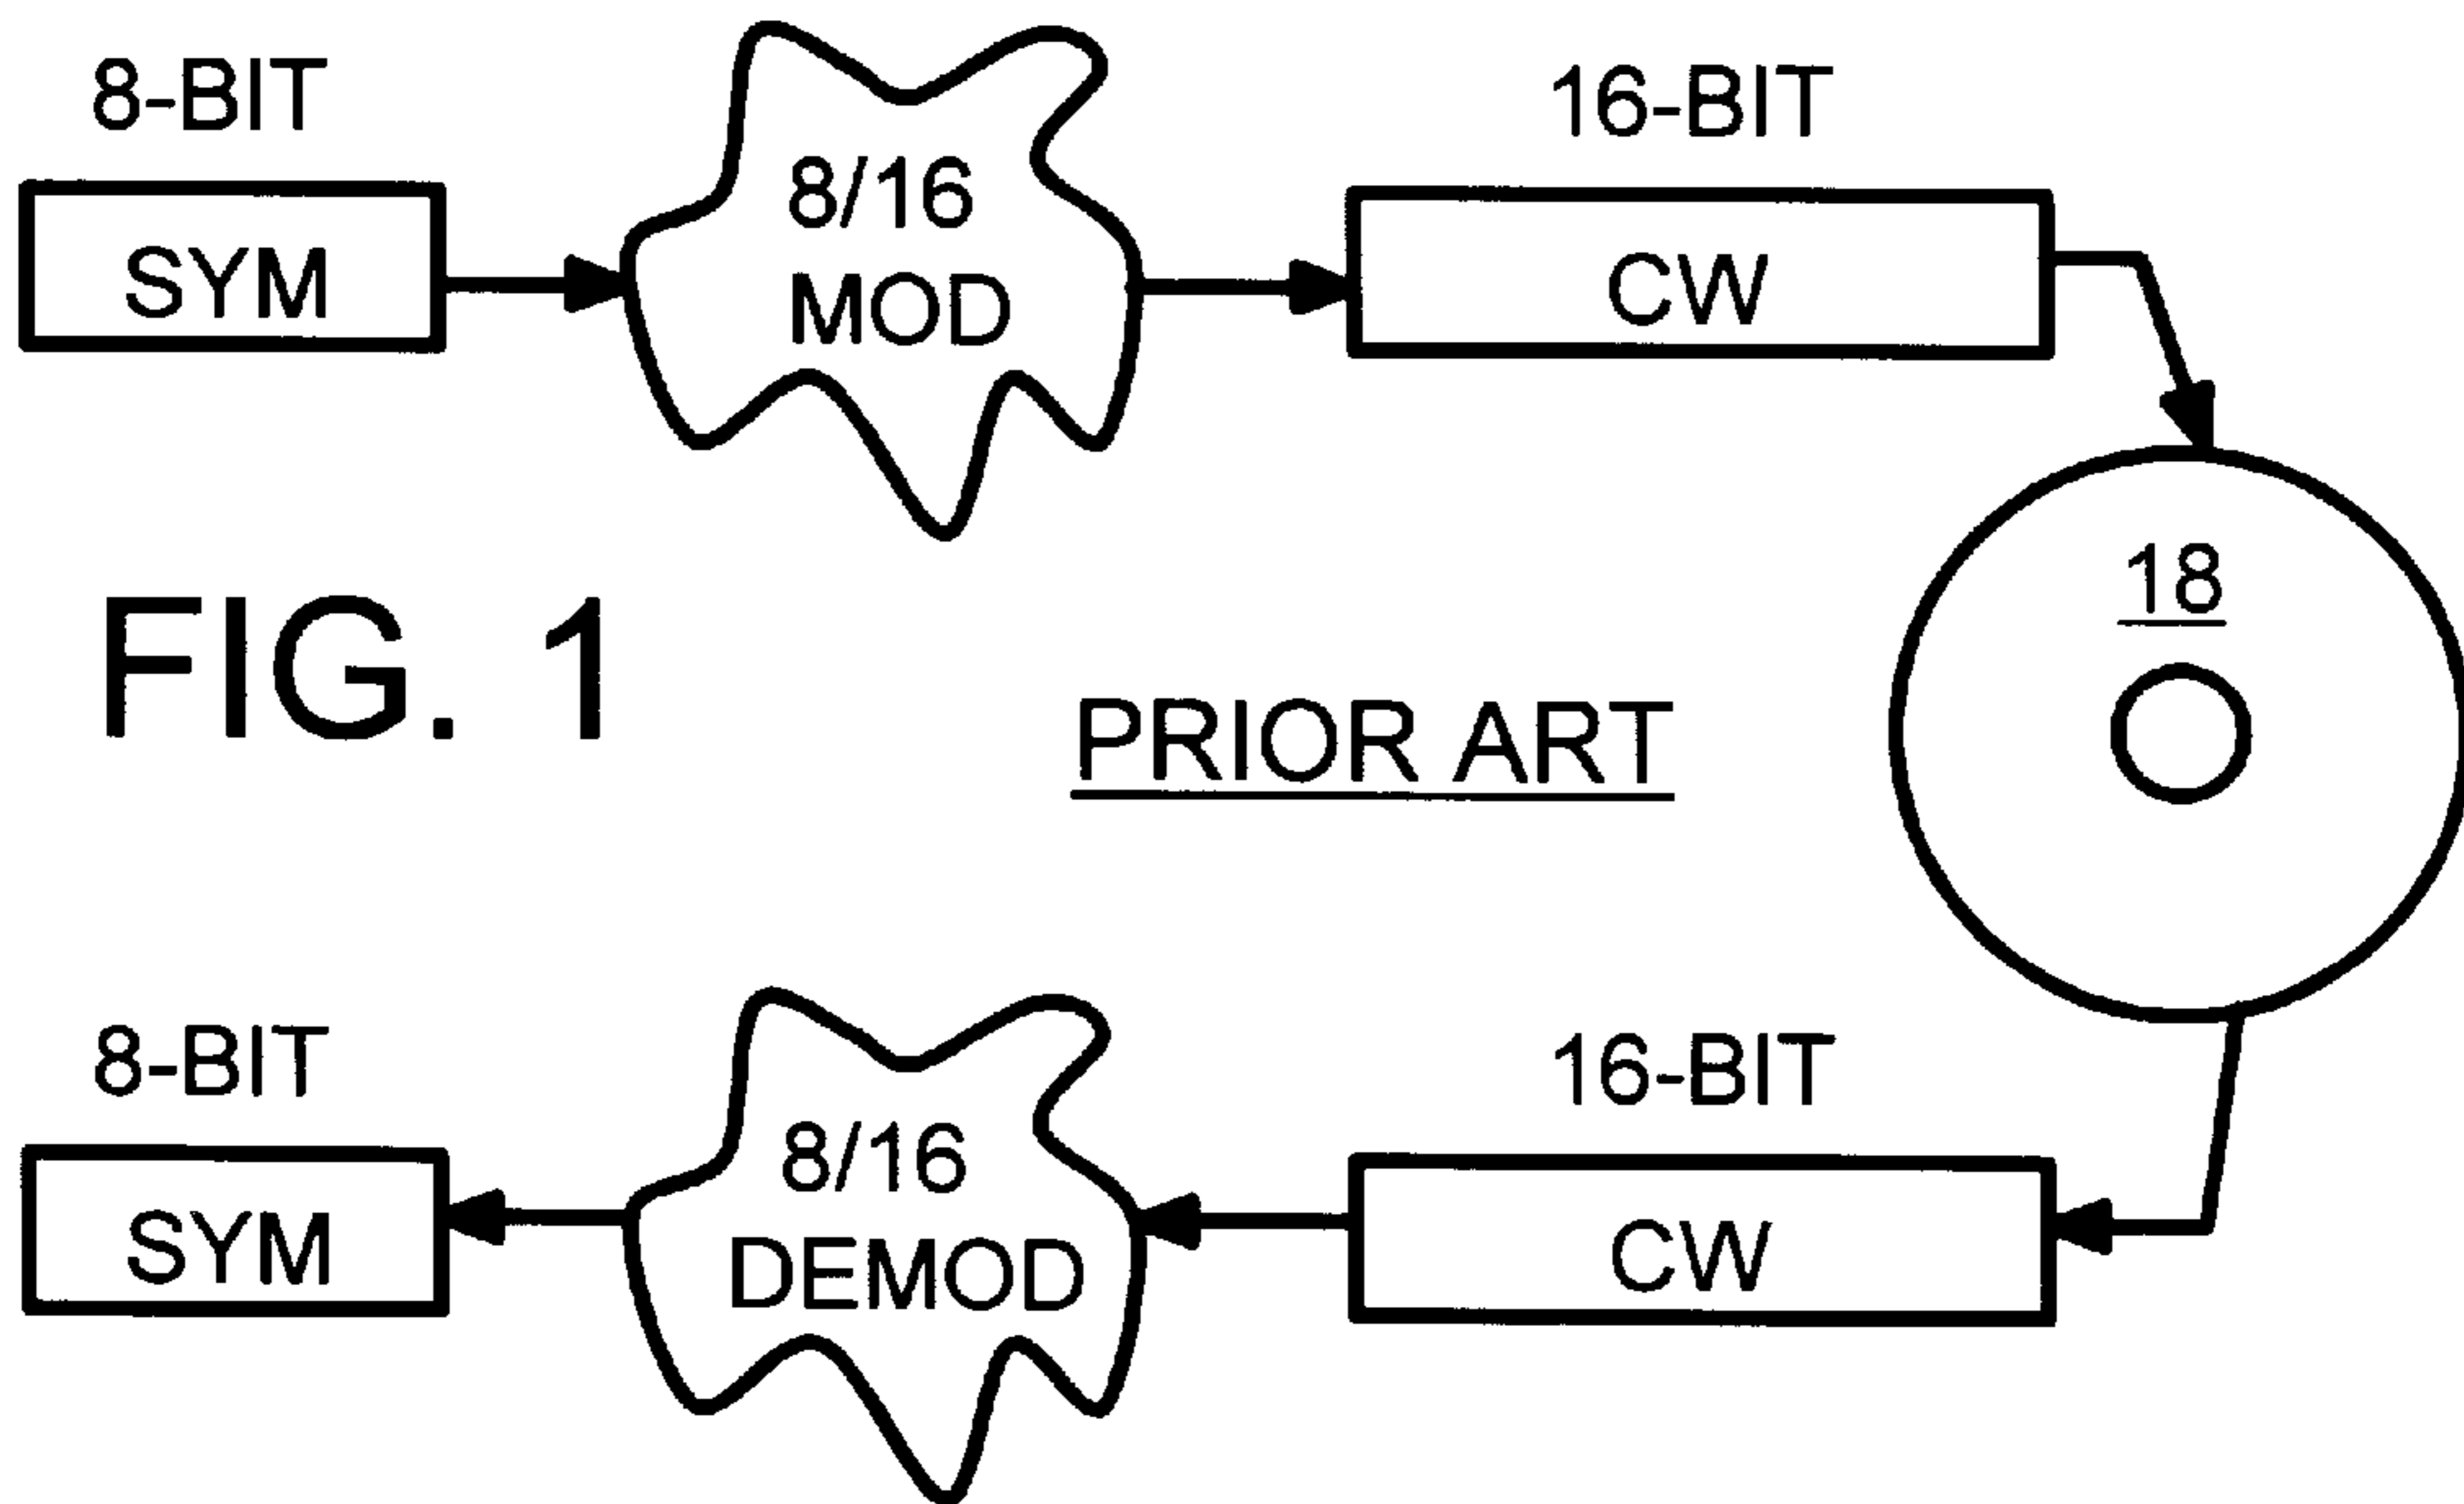 8-BIT
SYM
8/16
MOD
16-BIT
CW
18
FIG. 1
PRIOR ART
8-BIT
SYM
8/16
DEMOD
16-BIT
CW